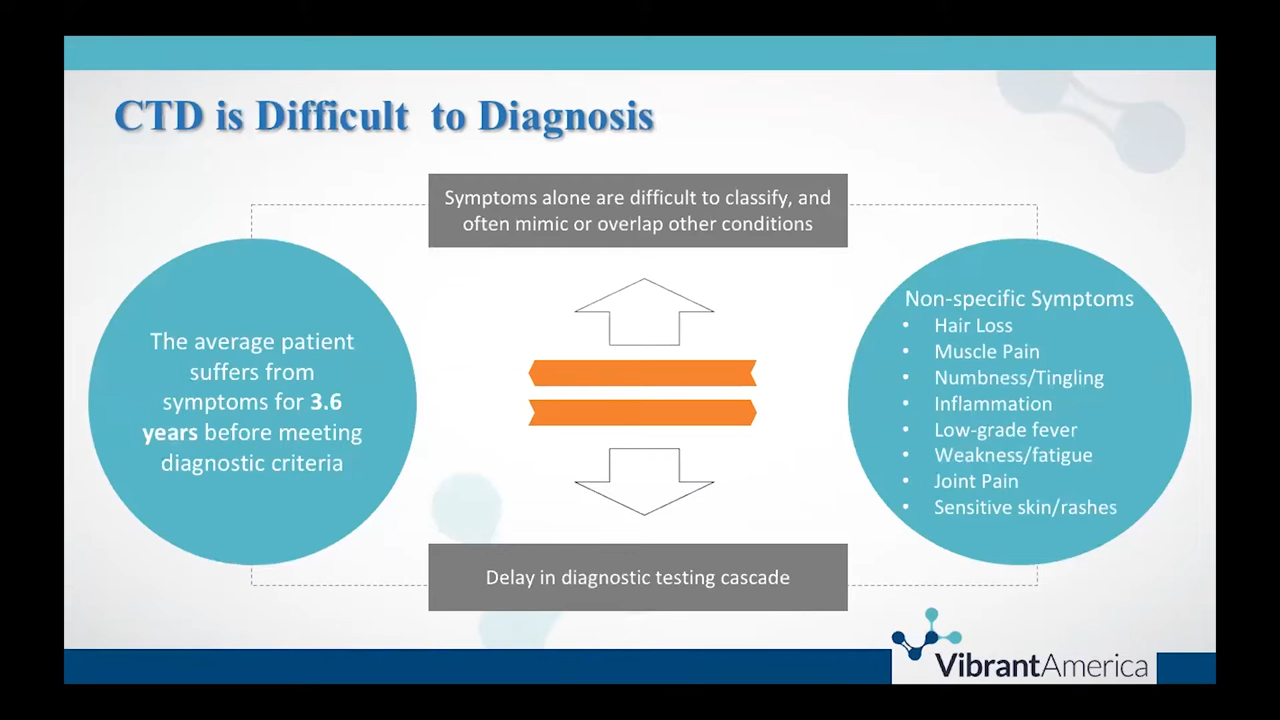 CTD is Difficult to Diagnosis
Symptoms alone are difficult to classify, and
often mimic or overlap other conditions
The average patient
suffers from
symptoms for 3.6
years before meeting
diagnostic criteria
Non-specific Symptoms
• Hair Loss
• Muscle Pain
• Numbness/Tingling
• Inflammation
• Low-grade fever
• Weakness/fatigue
• Joint Pain
• Sensitive skin/rashes
Delay in diagnostic testing cascade
VibrantAmerica